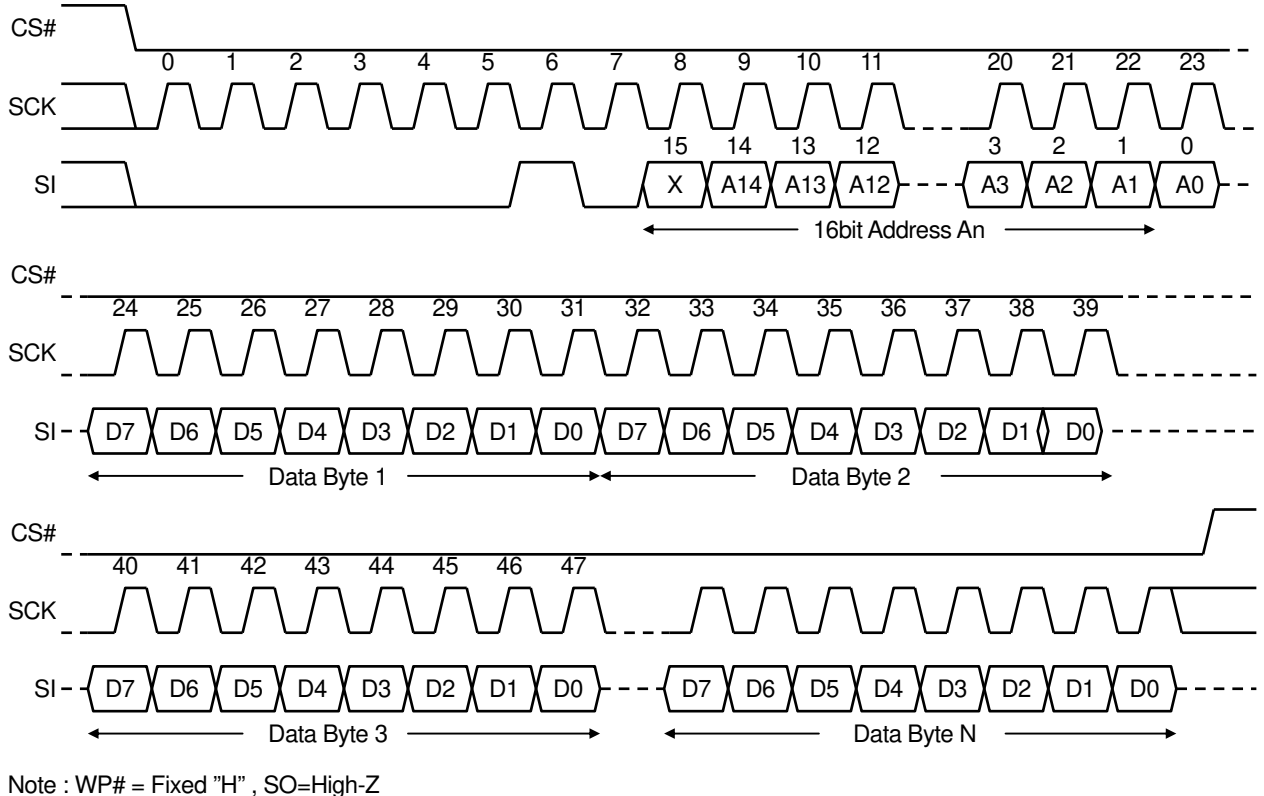 CS#
0 1 2 3 4 5 6 7 8 9 10 11 20 21 22 23
SCK
15 14 13 12 3 2 1 0
SI X A14 A13 A12 A3 A2 A1 A0
16bit Address An
CS#
24 25 26 27 28 29 30 31 32 33 34 35 36 37 38 39
SCK
SI D7 D6 D5 D4 D3 D2 D1 D0 D7 D6 D5 D4 D3 D2 D1 D0
Data Byte 1 Data Byte 2
CS#
40 41 42 43 44 45 46 47
SCK
SI D7 D6 D5 D4 D3 D2 D1 D0 D7 D6 D5 D4 D3 D2 D1 D0
Data Byte 3 Data Byte N
Note : WP# = Fixed ”H” , SO=High-Z